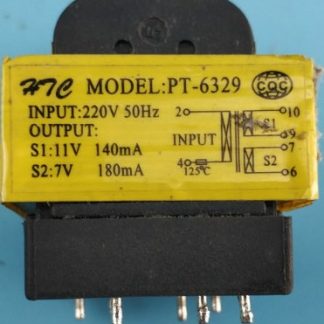 HTC MODEL:PT-6329
CQC
INPUT:220V 50Hz
OUTPUT:
S1:11V 140mA
S2:7V 180mA
2 10
S1
9
INPUT 7
S2
4 125℃ 6